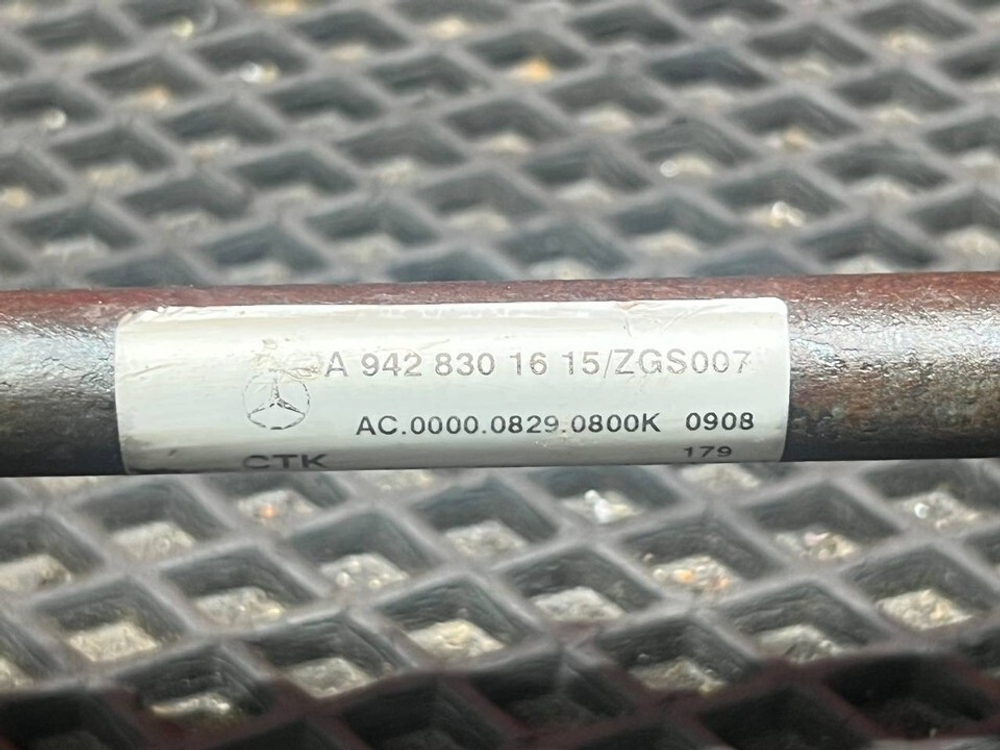 A 942 830 16 15/ZGS007
AC.0000.0829.0800K 0908
CTK 179